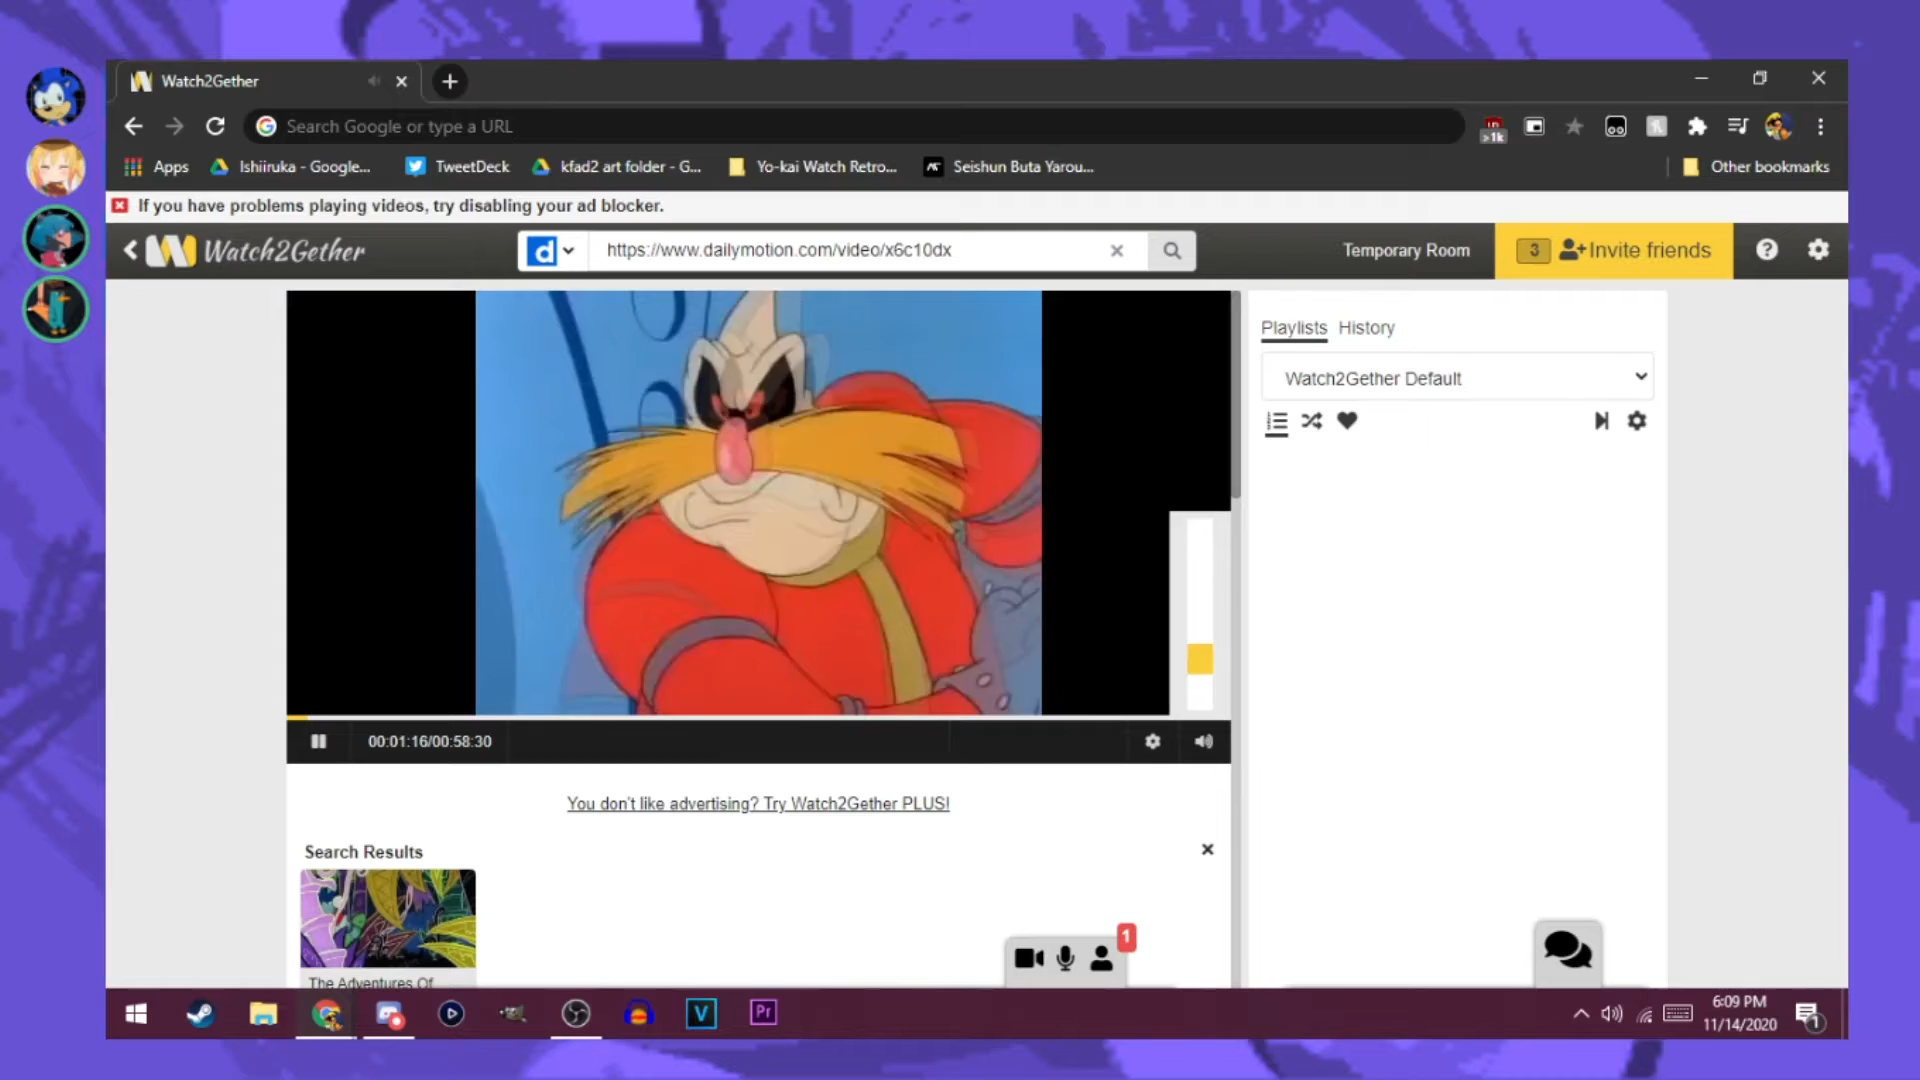 Watch2Gether
Search Google or type a URL
>1k
Apps
Ishiiruka - Google...
TweetDeck
kfad2 art folder - G...
Yo-kai Watch Retro...
Seishun Buta Yarou...
Other bookmarks
If you have problems playing videos, try disabling your ad blocker.
Watch2Gether
d
https://www.dailymotion.com/video/x6c10dx
Temporary Room
3
Invite friends
Playlists
History
Watch2Gether Default
00:01:16/00:58:30
You don't like advertising? Try Watch2Gether PLUS!
Search Results
The Adventures Of
1
V
Pr
6:09 PM
11/14/2020
1